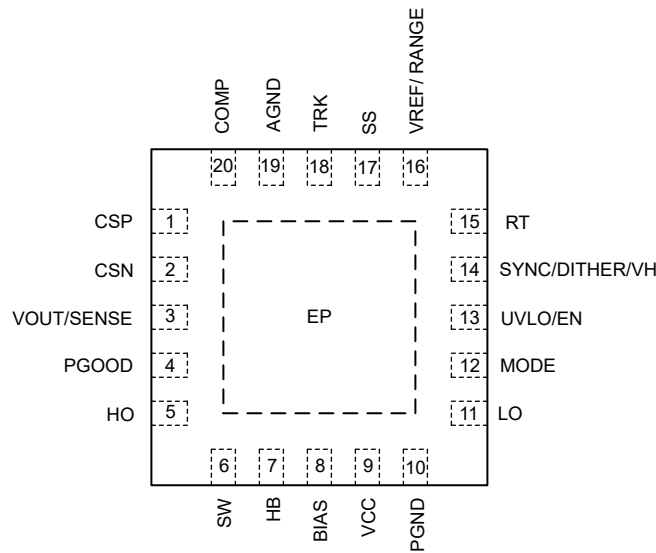 COMP
AGND
TRK
SS
VREF/ RANGE
20
19
18
17
16
CSP
1
15
RT
CSN
2
14
SYNC/DITHER/VH
VOUT/SENSE
3
EP
13
UVLO/EN
PGOOD
4
12
MODE
HO
5
11
LO
6
7
8
9
10
SW
HB
BIAS
VCC
PGND